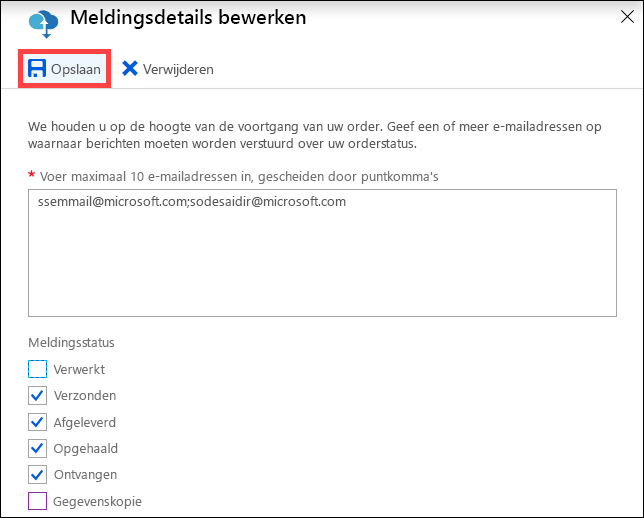 Meldingsdetails bewerken
Opslaan Verwijderen
We houden u op de hoogte van de voortgang van uw order. Geef een of meer e-mailadressen op
waarnaar berichten moeten worden verstuurd over uw orderstatus.
* Voer maximaal 10 e-mailadressen in, gescheiden door puntkomma's
ssemmail@microsoft.com;sodesaidir@microsoft.com
Meldingsstatus
Verwerkt
Verzonden
Afgeleverd
Opgehaald
Ontvangen
Gegevenskopie